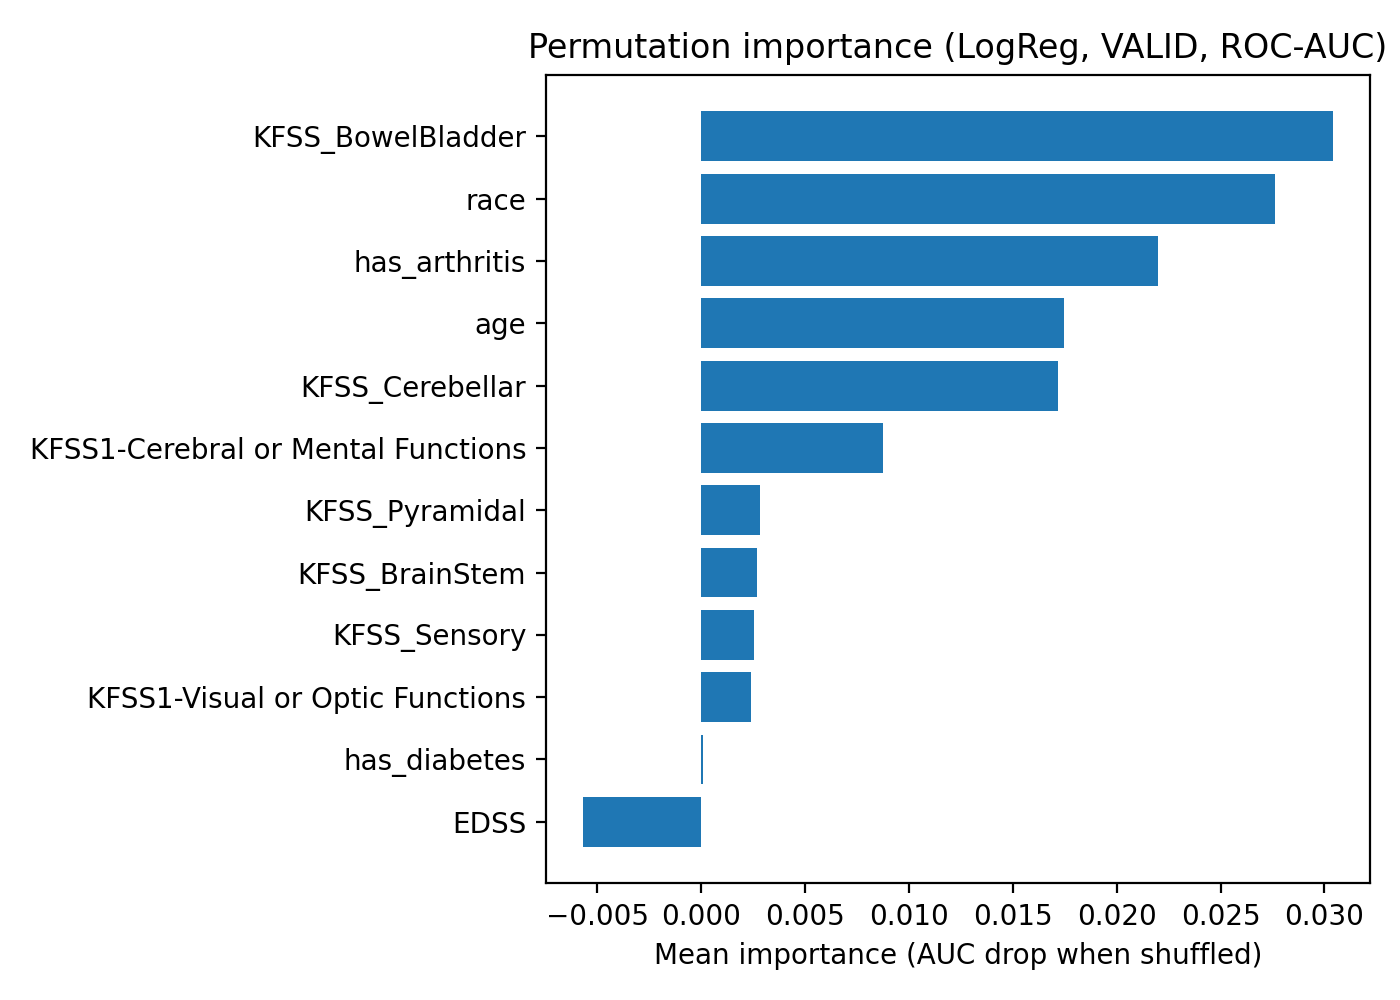 Permutation importance (LogReg, VALID, ROC-AUC)
KFSS_BowelBladder
race
has_arthritis
age
KFSS_Cerebellar
KFSS1-Cerebral or Mental Functions
KFSS_Pyramidal
KFSS_BrainStem
KFSS_Sensory
KFSS1-Visual or Optic Functions
has_diabetes
EDSS
−0.005 0.000 0.005 0.010 0.015 0.020 0.025 0.030
Mean importance (AUC drop when shuffled)